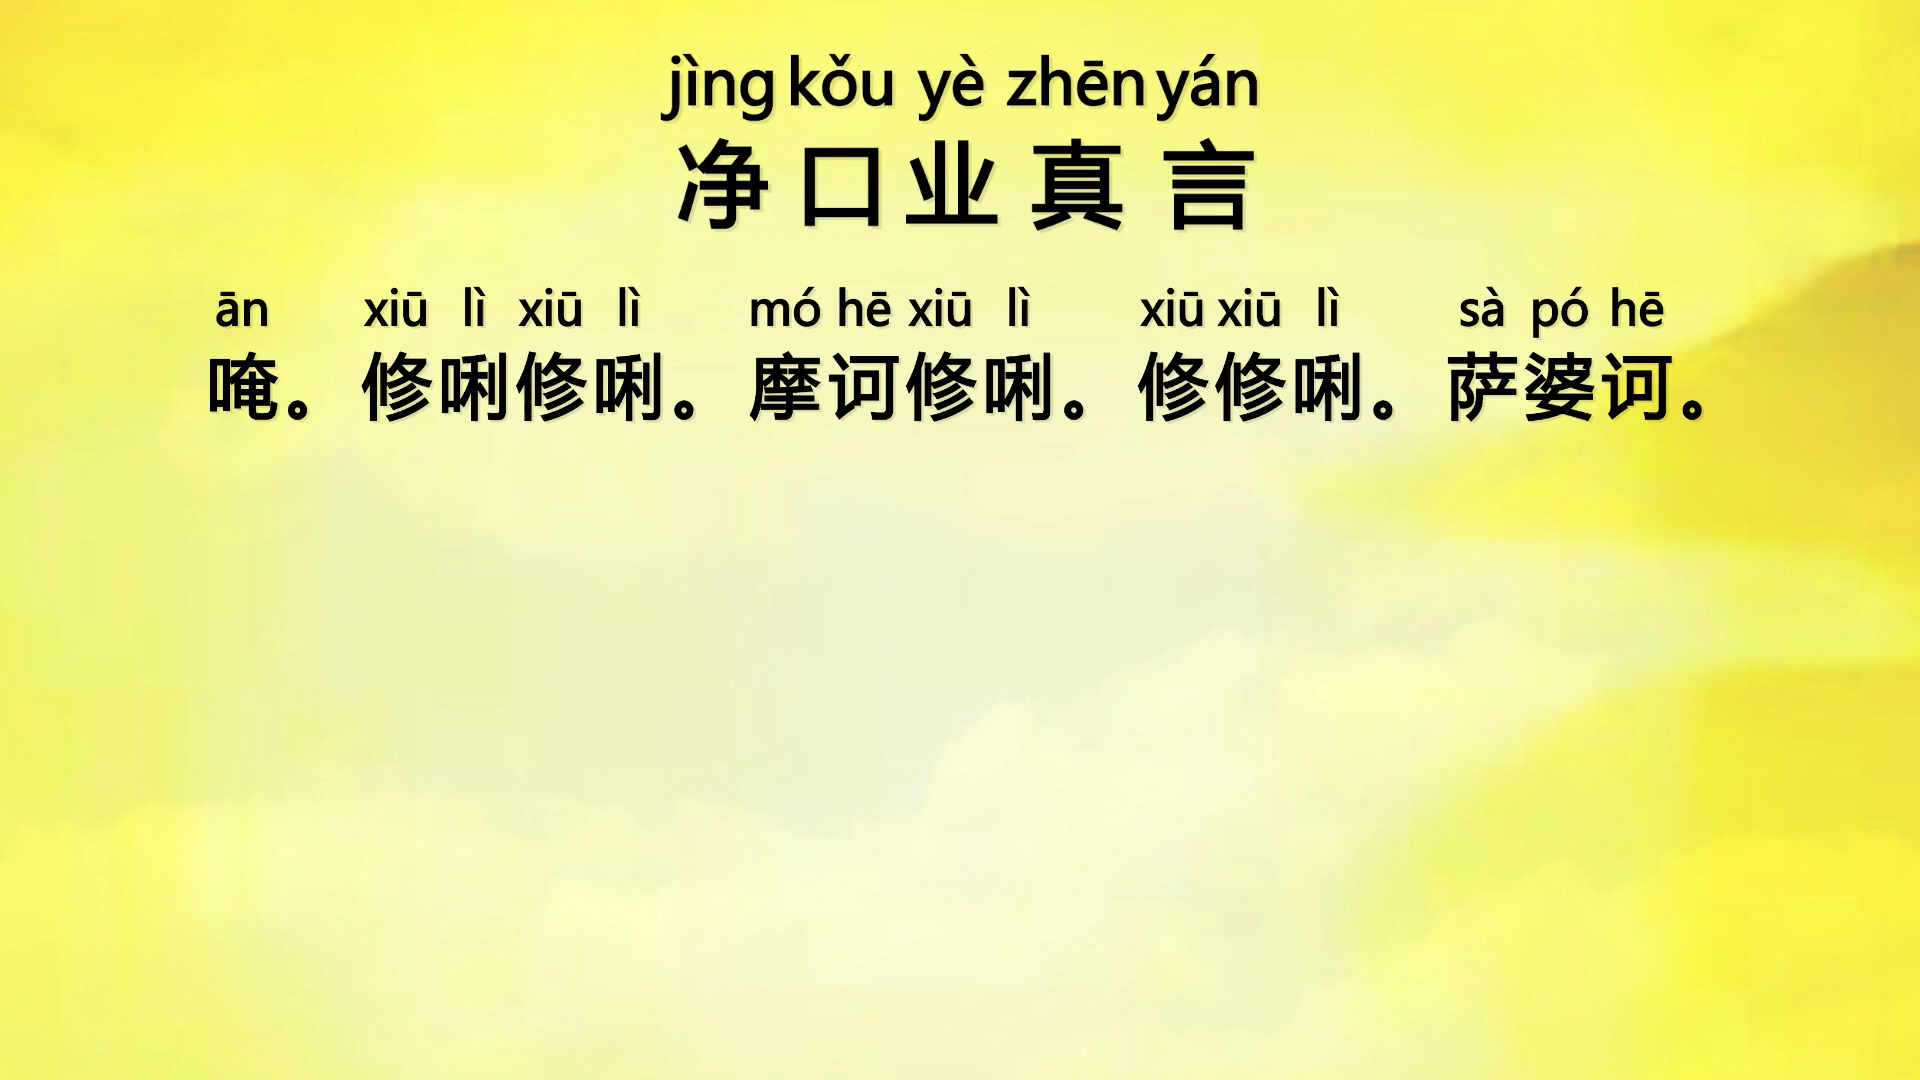 jìng kǒu yè zhēn yán
净口业真言
ān xiū lì xiū lì mó hē xiū lì xiū xiū lì sà pó hē
唵。修唎修唎。摩诃修唎。修修唎。萨婆诃。